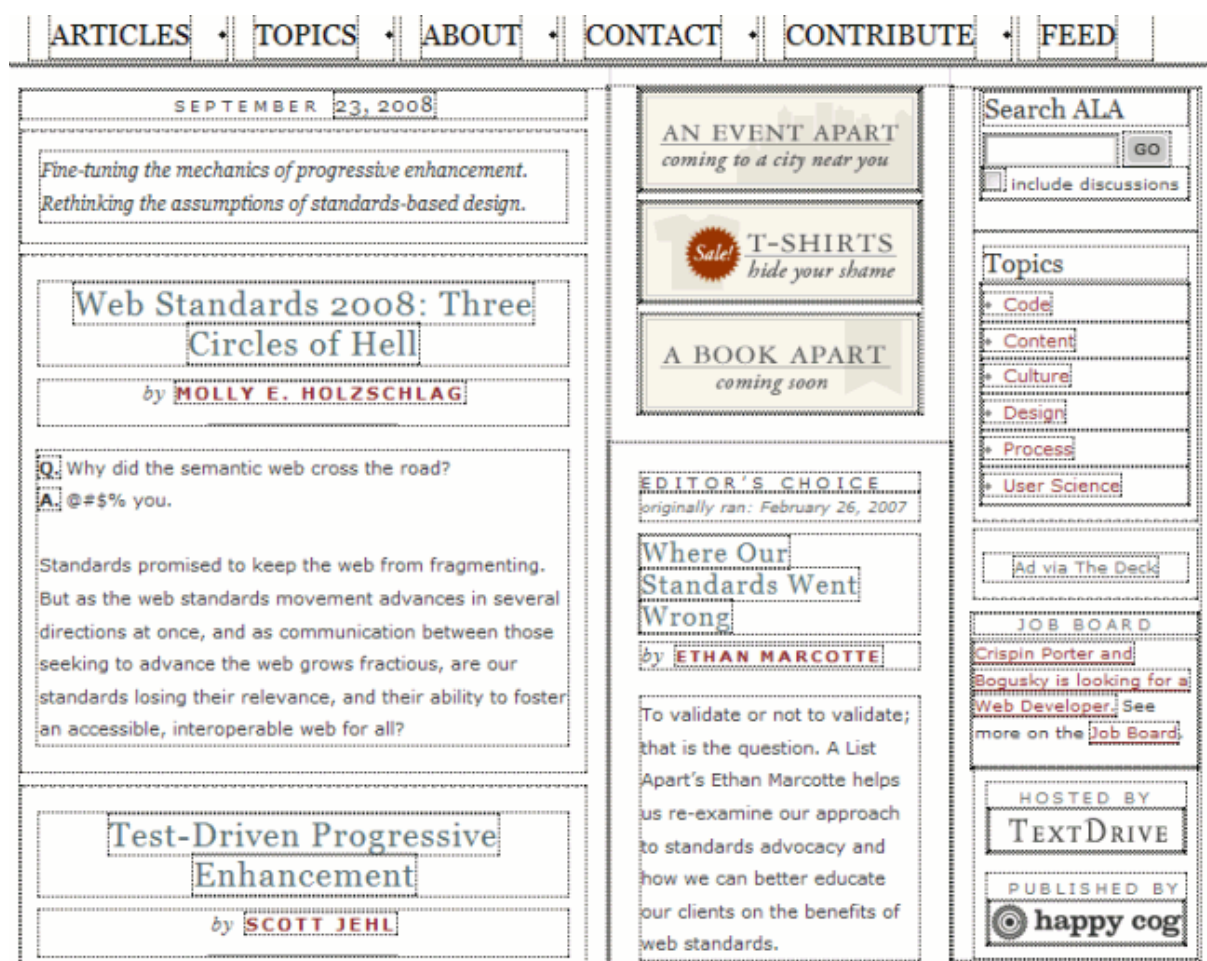 ARTICLES • TOPICS • ABOUT • CONTACT • CONTRIBUTE • FEED
SEPTEMBER 23, 2008
Fine-tuning the mechanics of progressive enhancement.
Rethinking the assumptions of standards-based design.
Web Standards 2008: Three
Circles of Hell
by MOLLY E. HOLZSCHLAG
Q. Why did the semantic web cross the road?
A. @#$% you.
Standards promised to keep the web from fragmenting.
But as the web standards movement advances in several
directions at once, and as communication between those
seeking to advance the web grows fractious, are our
standards losing their relevance, and their ability to foster
an accessible, interoperable web for all?
Test-Driven Progressive
Enhancement
by SCOTT JEHL
AN EVENT APART
coming to a city near you
Sale!
T-SHIRTS
hide your shame
A BOOK APART
coming soon
EDITOR'S CHOICE
originally ran: February 26, 2007
Where Our
Standards Went
Wrong
by ETHAN MARCOTTE
To validate or not to validate;
that is the question. A List
Apart's Ethan Marcotte helps
us re-examine our approach
to standards advocacy and
how we can better educate
our clients on the benefits of
web standards.
Search ALA
GO
include discussions
Topics
Code
Content
Culture
Design
Process
User Science
Ad via The Deck
JOB BOARD
Crispin Porter and
Bogusky is looking for a
Web Developer. See
more on the Job Board.
HOSTED BY
TEXTDRIVE
PUBLISHED BY
happy cog